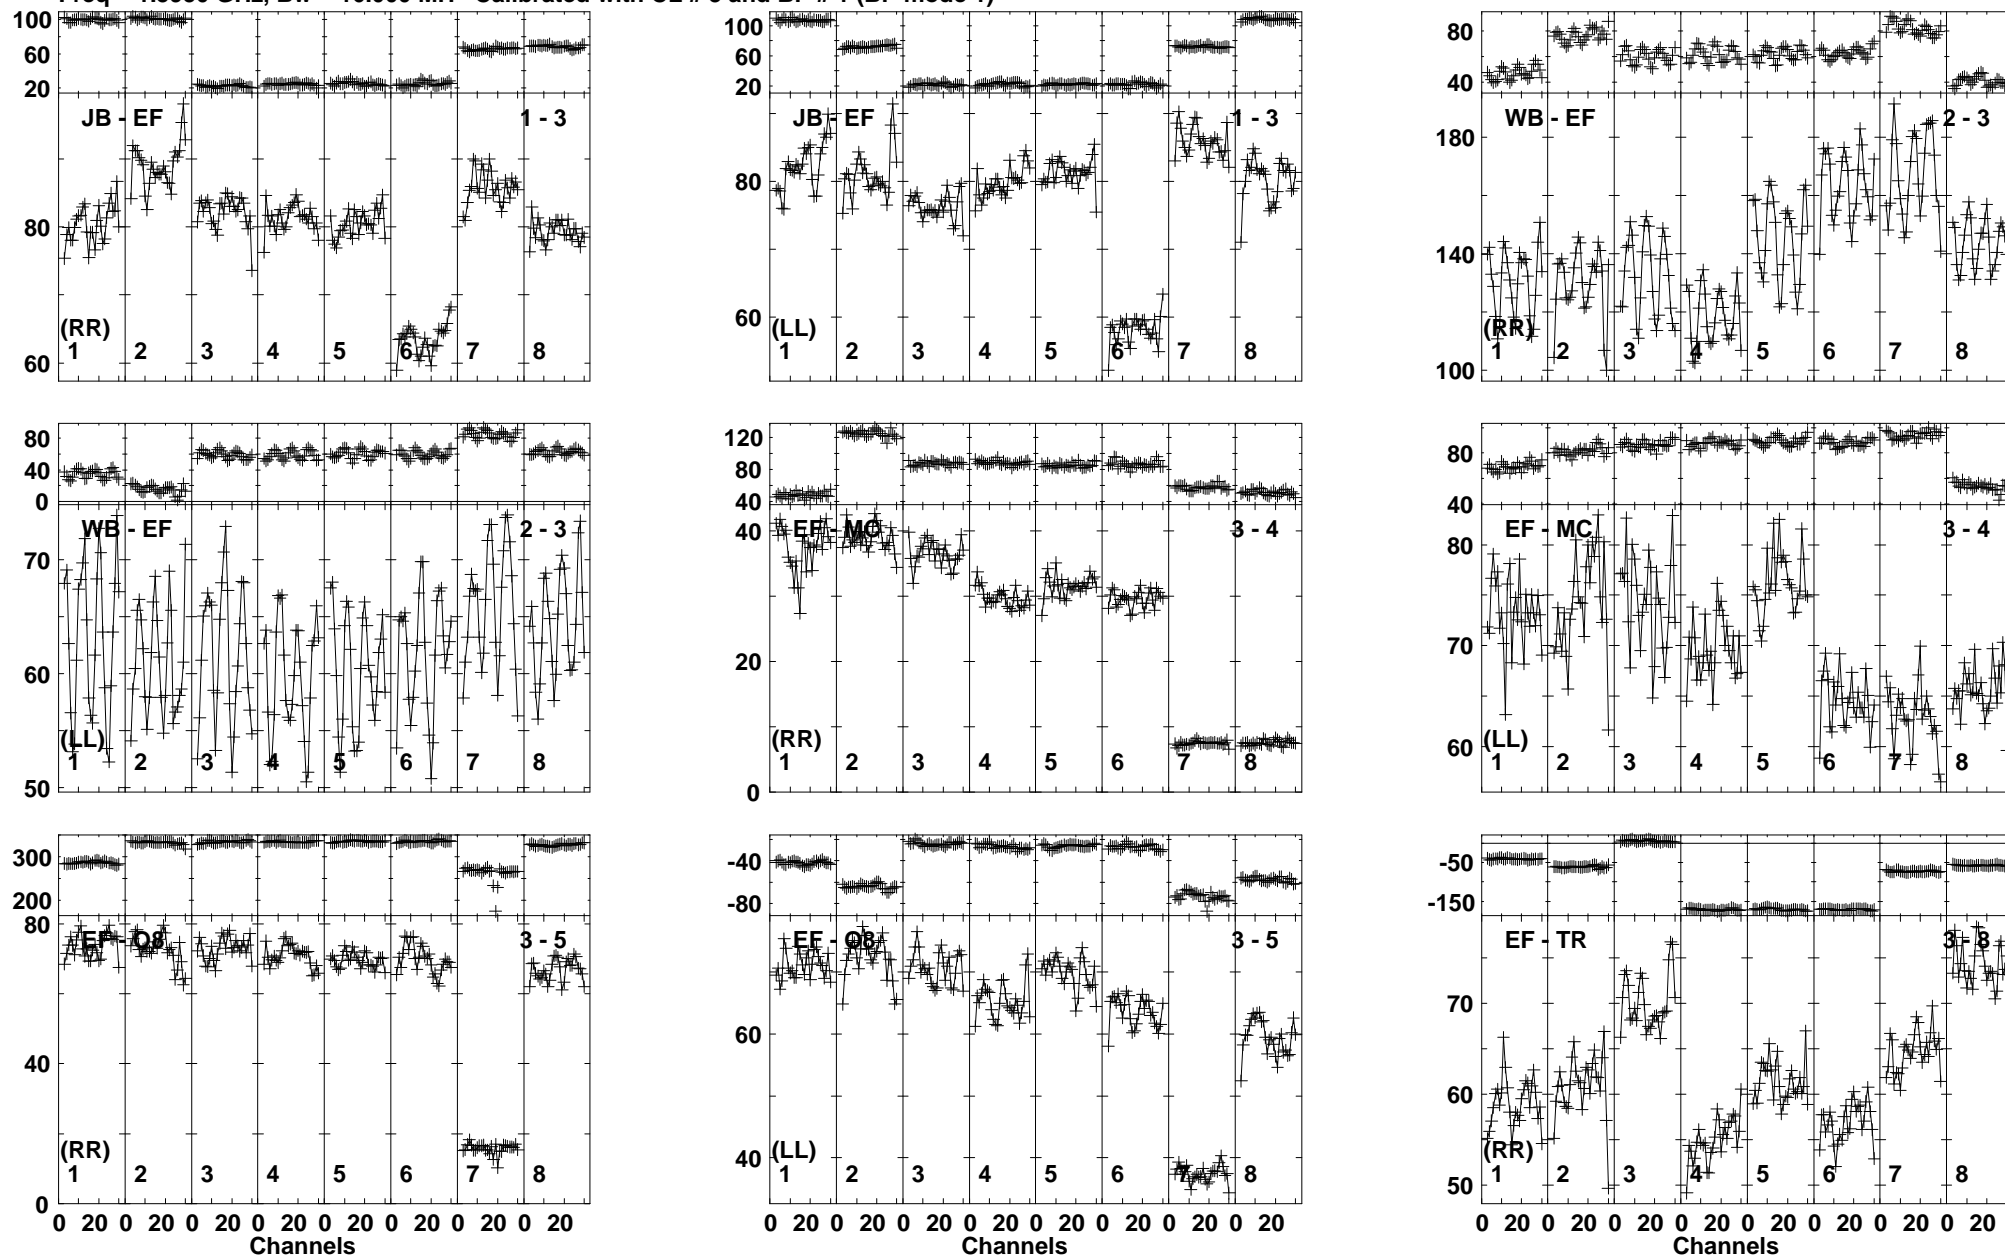 100 60 20
JB - EF 1 - 3
80
60
(RR)
1 2 3 4 5 6 7 8
100 60 20
JB - EF 1 - 3
80
60
(LL)
1 2 3 4 5 6 7 8
80 40
WB - EF 2 - 3
180
140
100
(RR)
1 2 3 4 5 6 7 8
80 40 0
WB - EF 2 - 3
70
60
50
(LL)
1 2 3 4 5 6 7 8
120 80 40
EF - MC 3 - 4
40
20
0
(RR)
1 2 3 4 5 6 7 8
80 40
EF - MC 3 - 4
80
70
60
(LL)
1 2 3 4 5 6 7 8
300 200
EF - O8 3 - 5
80
40
0
(RR)
1 2 3 4 5 6 7 8
0 20 0 20 0 20 0 20 0 20 0 20 0 20 0 20
Channels
-40 -80
EF - O8 3 - 5
60
40
(LL)
1 2 3 4 5 6 7 8
0 20 0 20 0 20 0 20 0 20 0 20 0 20 0 20
Channels
-50 -150
EF - TR 3 - 8
70
60
50
(RR)
1 2 3 4 5 6 7 8
0 20 0 20 0 20 0 20 0 20 0 20 0 20 0 20
Channels